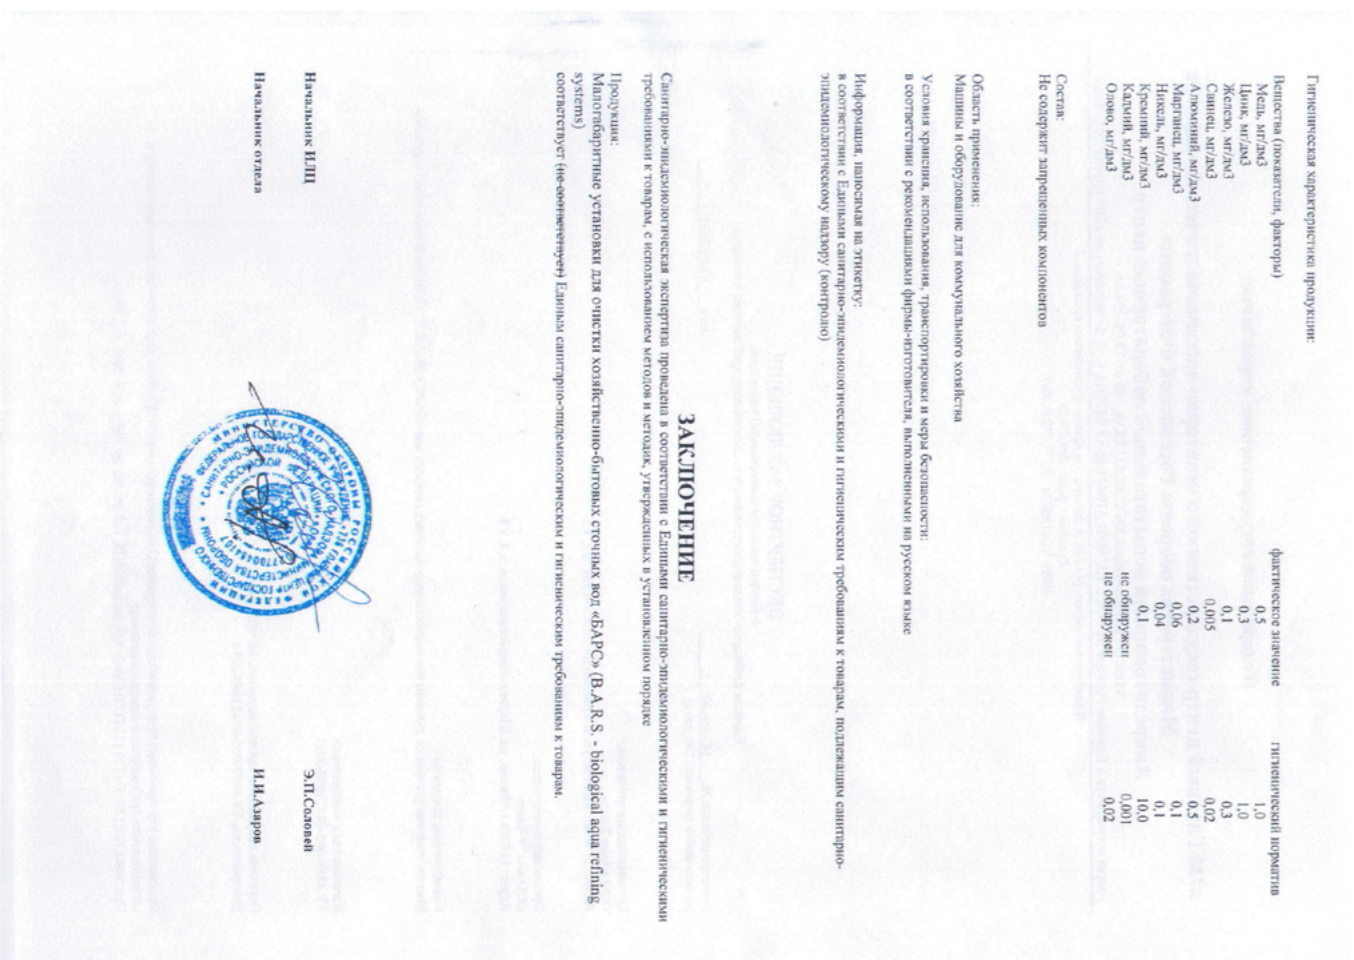 Гигиеническая характеристика продукции:
Вещества (показатели, факторы) фактическое значение гигиенический норматив
Медь, мг/дм3 0,5 1,0
Цинк, мг/дм3 0,3 1,0
Железо, мг/дм3 0,1 0,3
Свинец, мг/дм3 0,005 0,02
Алюминий, мг/дм3 0,2 0,5
Марганец, мг/дм3 0,06 0,1
Никель, мг/дм3 0,04 0,1
Кремний, мг/дм3 0,1 10,0
Кадмий, мг/дм3 не обнаружен 0,001
Олово, мг/дм3 не обнаружен 0,02
Состав:
Не содержит запрещенных компонентов
Область применения:
Машины и оборудование для коммунального хозяйства
Условия хранения, использования, транспортировки и меры безопасности:
в соответствии с рекомендациями фирмы-изготовителя, выполненными на русском языке
Информация, наносимая на этикетку:
в соответствии с Едиными санитарно-эпидемиологическими и гигиеническим требованиям к товарам, подлежащим санитарно-
эпидемиологическому надзору (контролю)
ЗАКЛЮЧЕНИЕ
Санитарно-эпидемиологическая экспертиза проведена в соответствии с Едиными санитарно-эпидемиологическими и гигиеническими
требованиями к товарам, с использованием методов и методик, утвержденных в установленном порядке
Продукция:
Малогабаритные установки для очистки хозяйственно-бытовых сточных вод «БАРС» (B.A.R.S. - biological aqua refining
systems)
соответствует (не соответствует) Единым санитарно-эпидемиологическим и гигиеническим требованиям к товарам.
Начальник ИЛЦ Э.П.Соловей
Начальник отдела И.И.Азаров